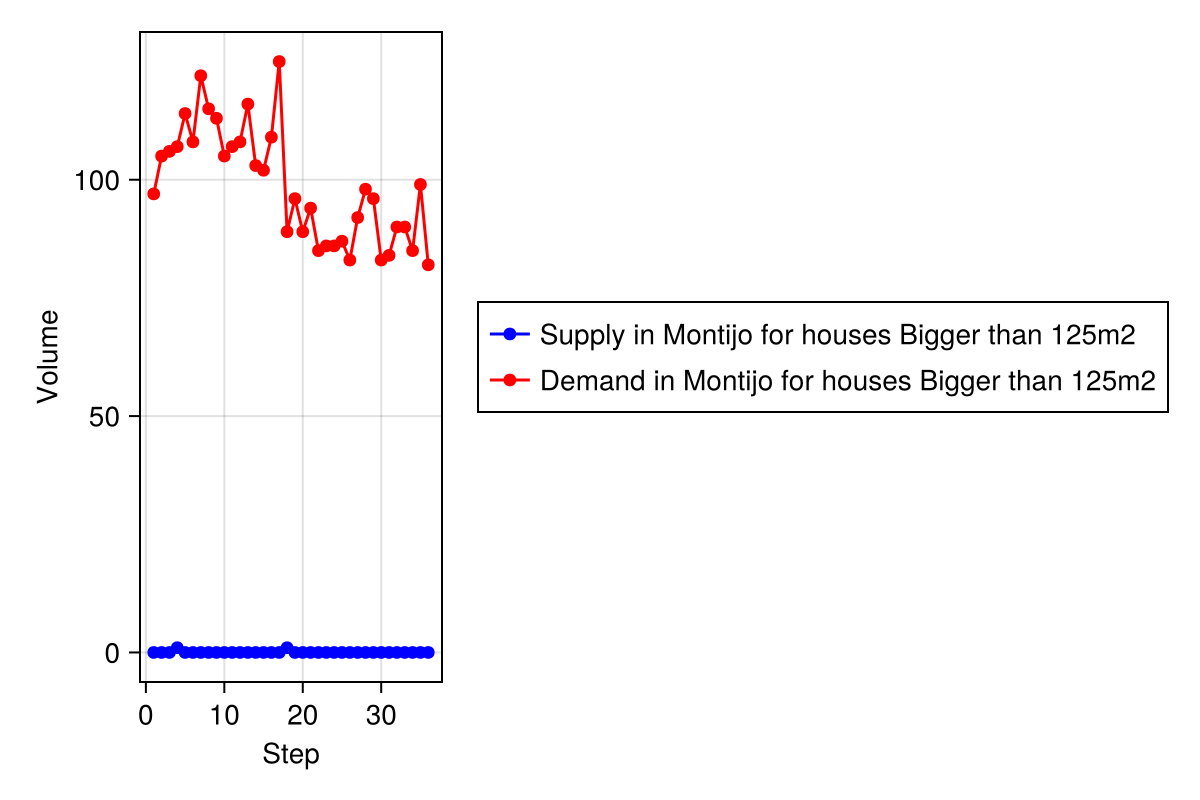 Volume
100
50
0
0 10 20 30
Step
Supply in Montijo for houses Bigger than 125m2
Demand in Montijo for houses Bigger than 125m2